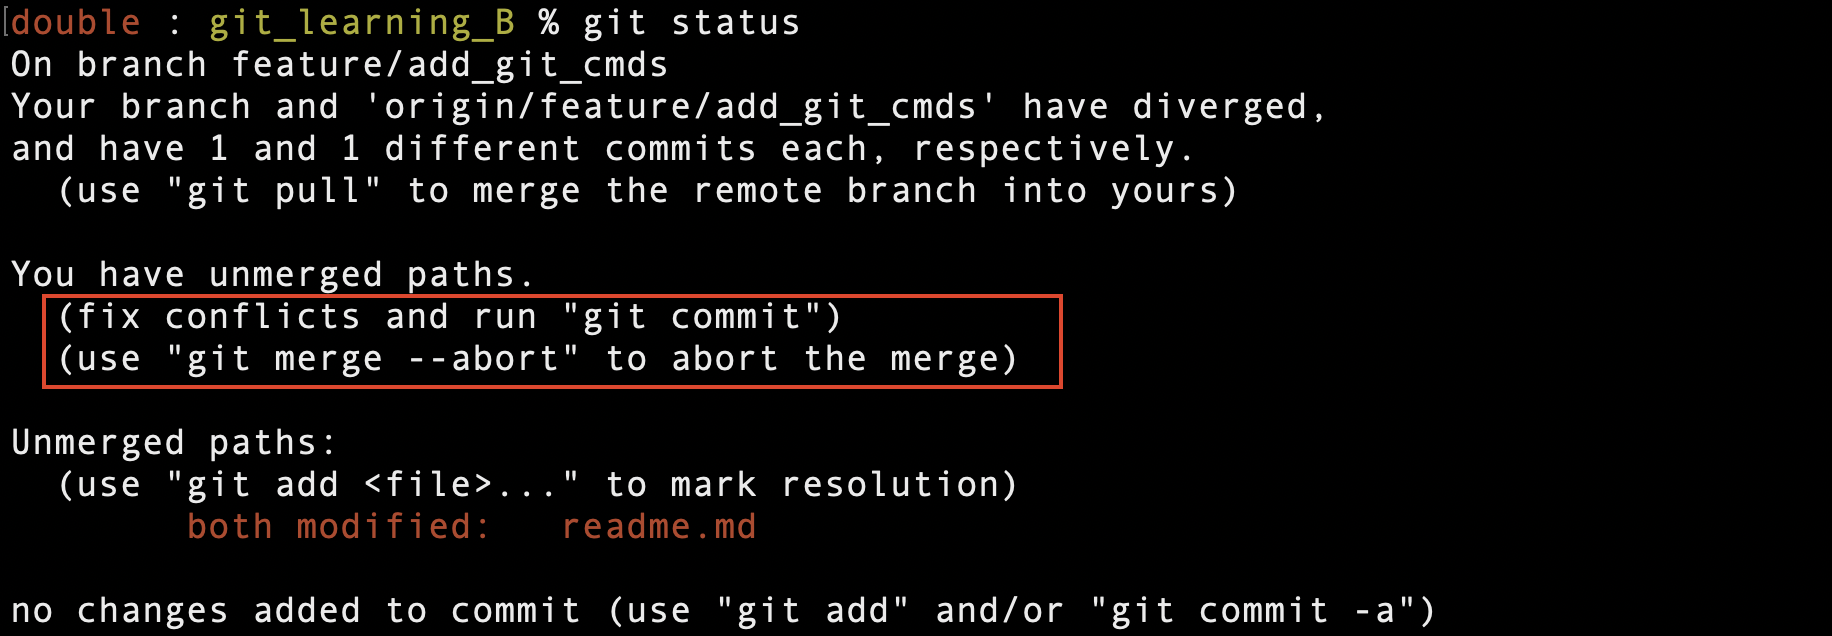 double : git_learning_B % git status
On branch feature/add_git_cmds
Your branch and 'origin/feature/add_git_cmds' have diverged,
and have 1 and 1 different commits each, respectively.
  (use "git pull" to merge the remote branch into yours)

You have unmerged paths.
  (fix conflicts and run "git commit")
  (use "git merge --abort" to abort the merge)

Unmerged paths:
  (use "git add <file>..." to mark resolution)
        both modified:   readme.md

no changes added to commit (use "git add" and/or "git commit -a")